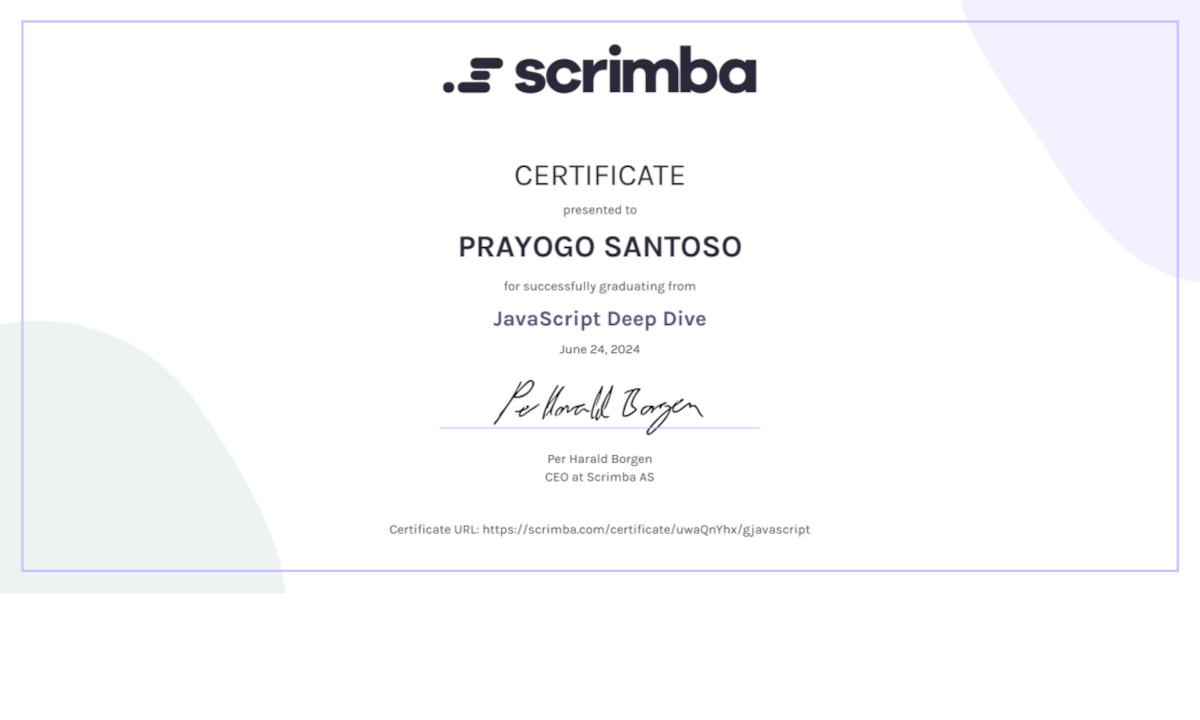 scrimba
CERTIFICATE
presented to
PRAYOGO SANTOSO
for successfully graduating from
JavaScript Deep Dive
June 24, 2024
Per Harald Borgen
Per Harald Borgen
CEO at Scrimba AS
Certificate URL: https://scrimba.com/certificate/uwaQnYhx/gjavascript